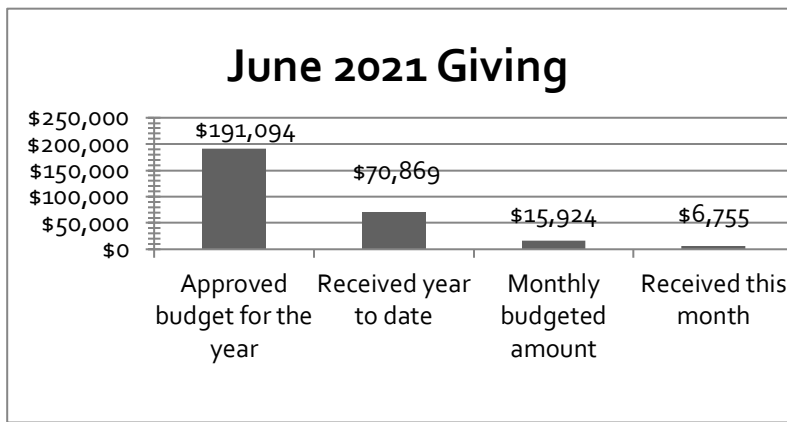 June 2021 Giving
$250,000
$200,000
$150,000
$100,000
$50,000
$0
$191,094
$70,869
$15,924
$6,755
Approved
budget for the
year
Received year
to date
Monthly
budgeted
amount
Received this
month